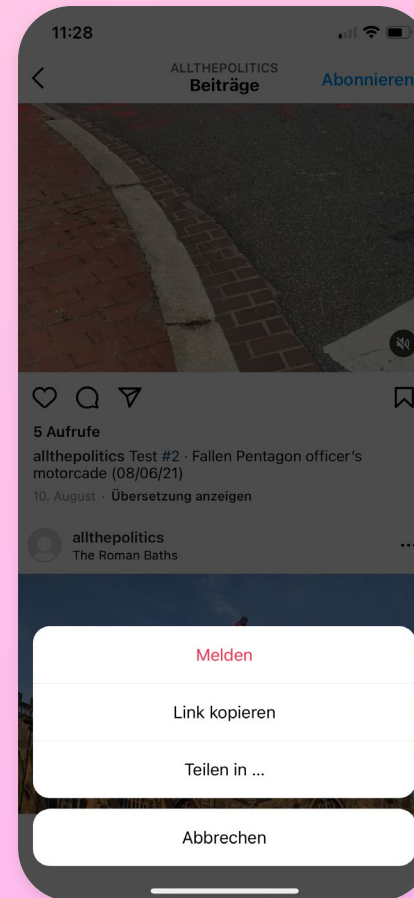 11:28
ALLTHEPOLITICS
Beiträge
Abonnieren
5 Aufrufe
allthepolitics Test #2 · Fallen Pentagon officer's
motorcade (08/06/21)
10. August · Übersetzung anzeigen
allthepolitics
The Roman Baths
Melden
Link kopieren
Teilen in ...
Abbrechen